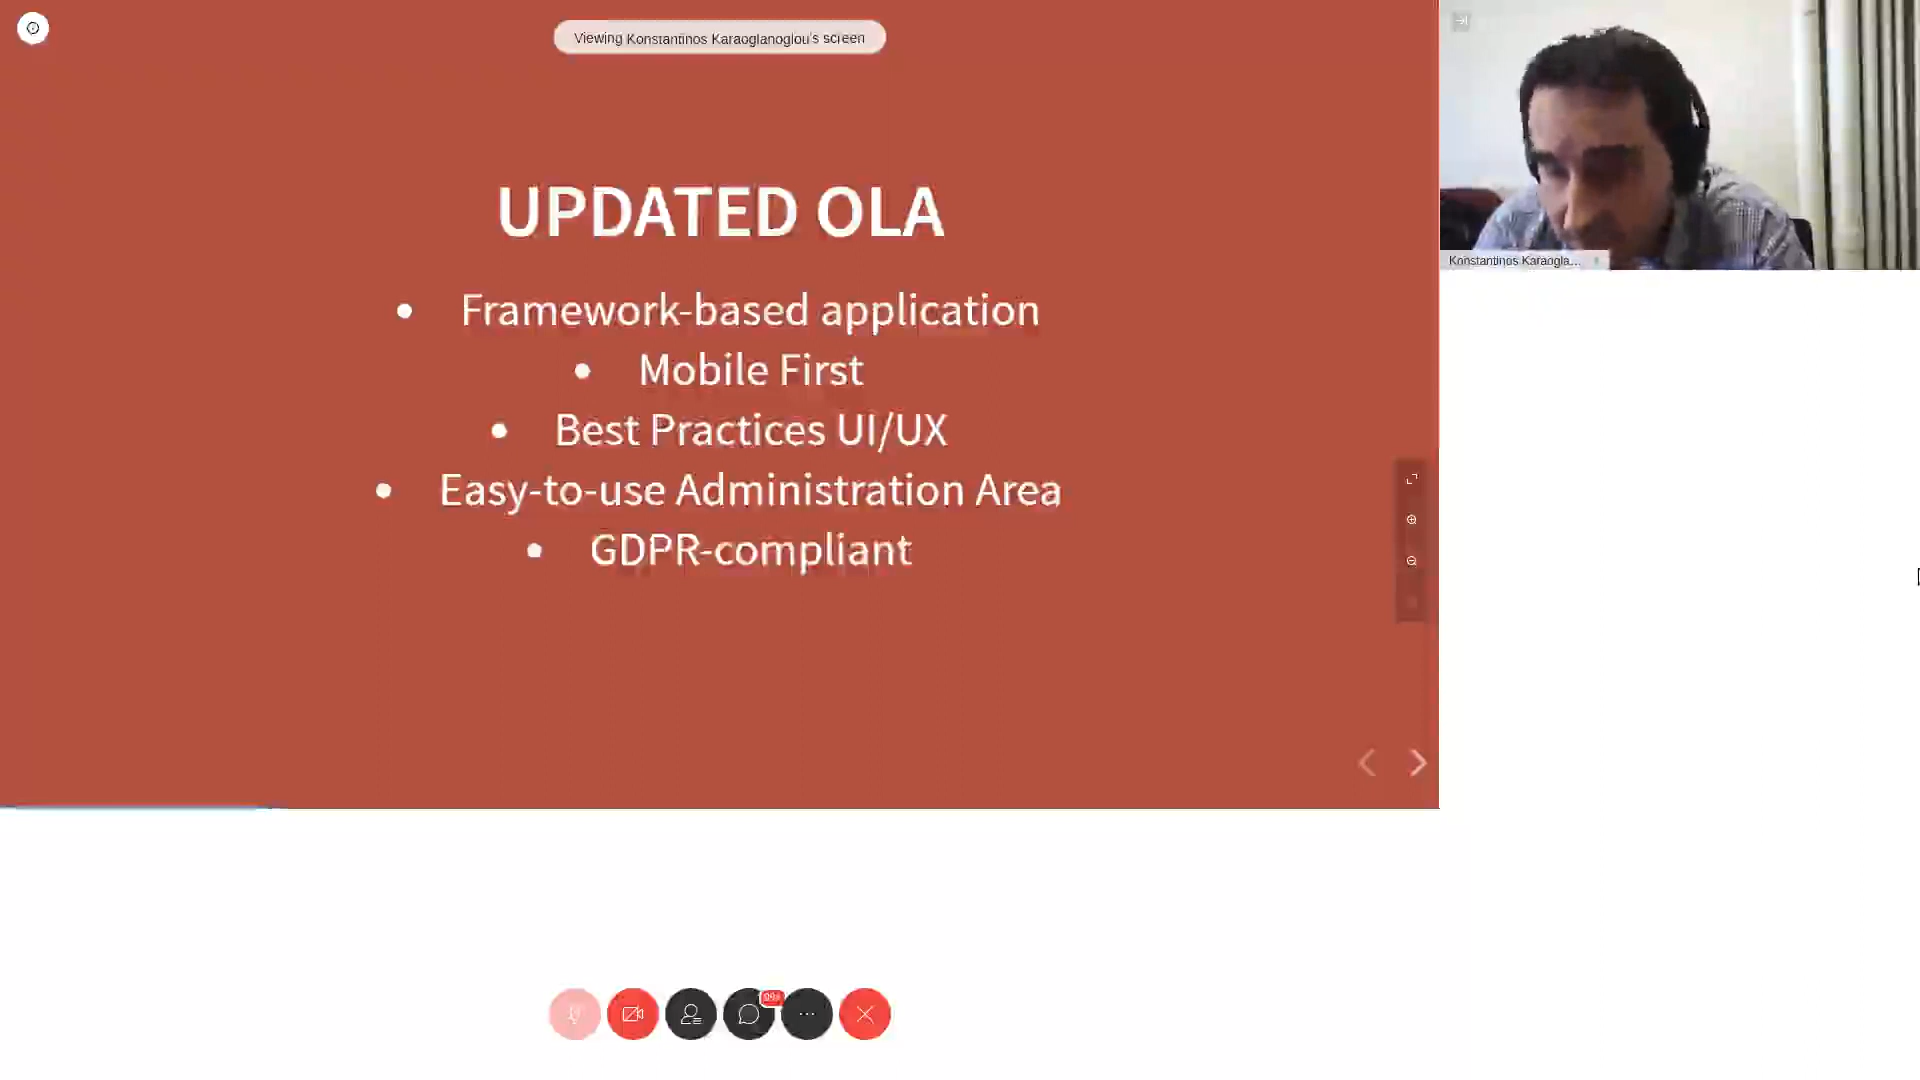 Viewing Konstantinos Karaoglanoglou's screen
UPDATED OLA
• Framework-based application
• Mobile First
• Best Practices UI/UX
• Easy-to-use Administration Area
• GDPR-compliant
Konstantinos Karaogla...